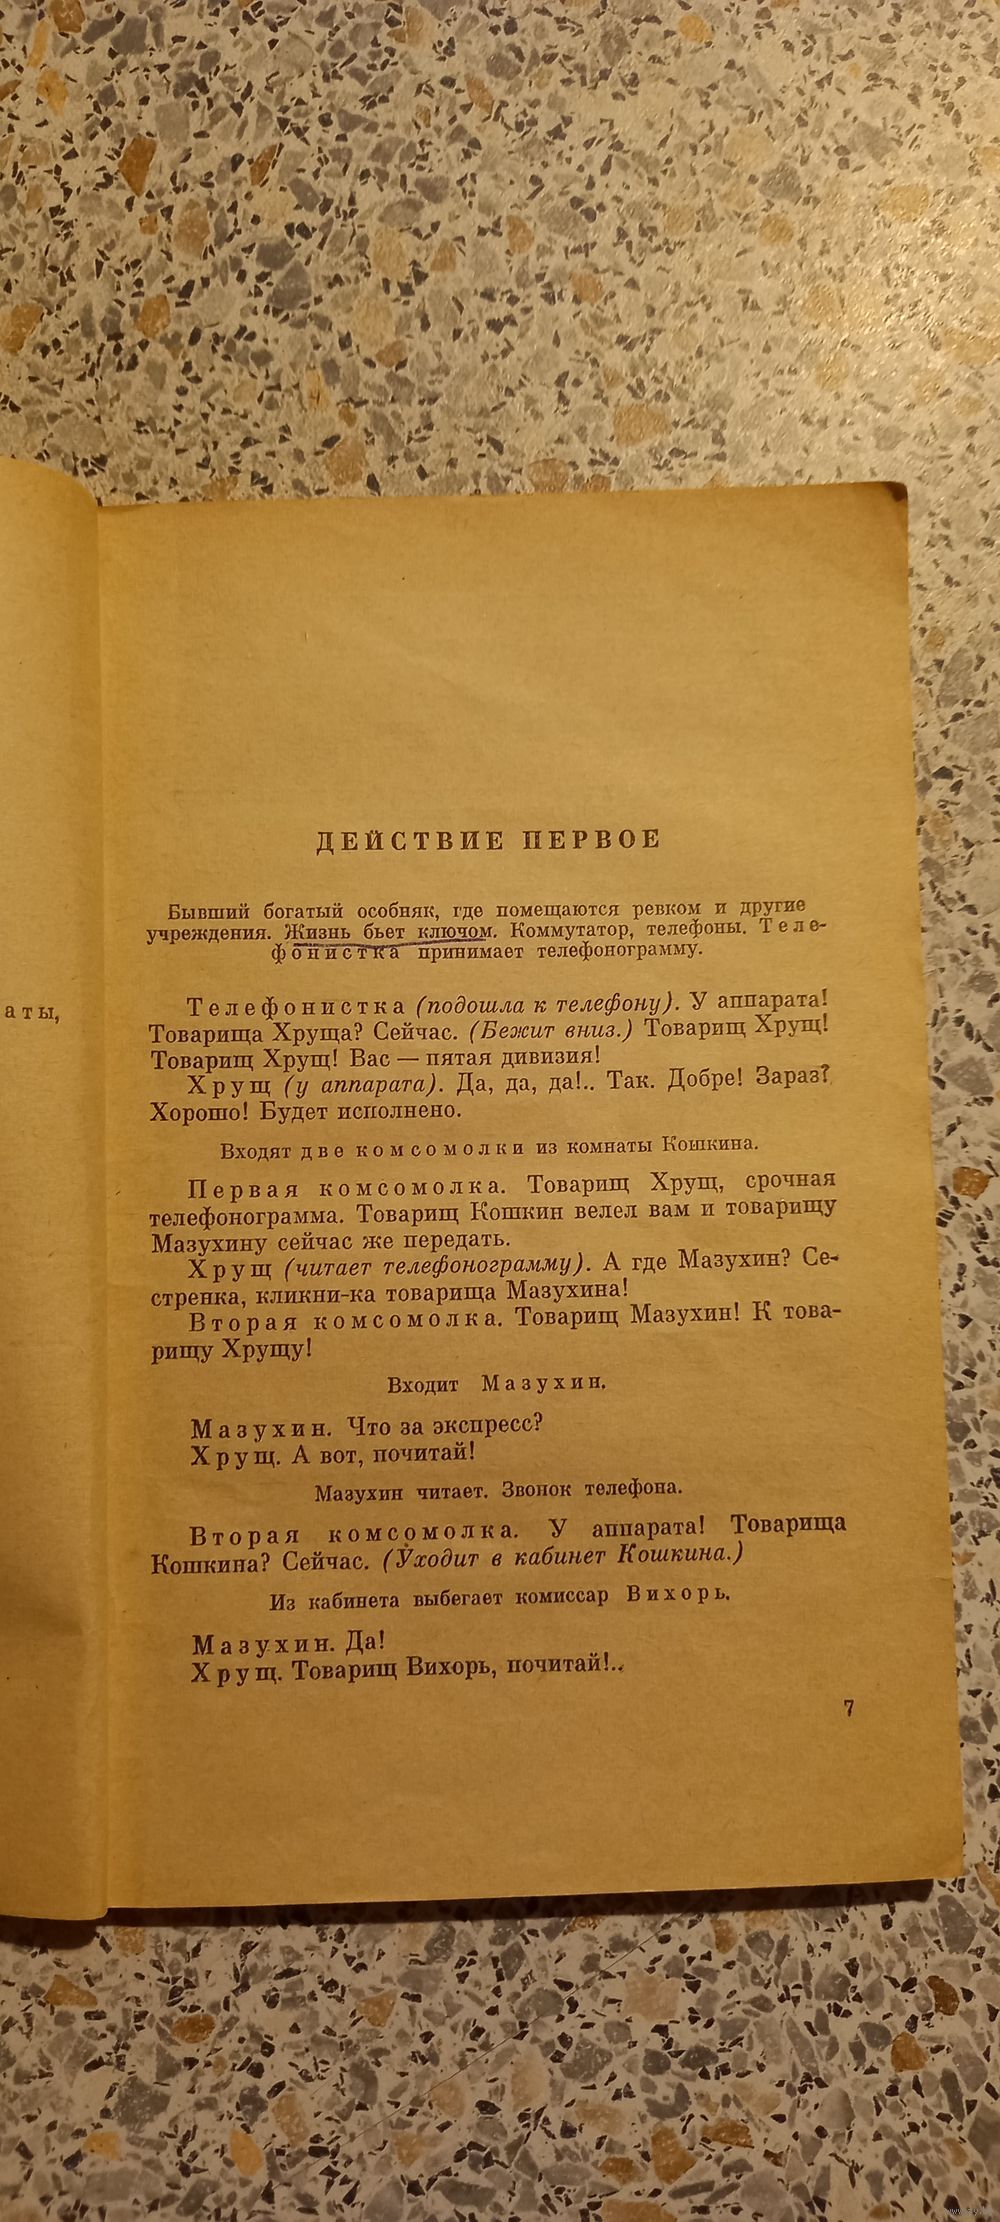 аты,
ДЕЙСТВИЕ ПЕРВОЕ
Бывший богатый особняк, где помещаются ревком и другие
учреждения. Жизнь бьет ключом. Коммутатор, телефоны. Теле-
фонистка принимает телефонограмму.
Телефонистка (подошла к телефону). У аппарата!
Товарища Хруща? Сейчас. (Бежит вниз.) Товарищ Хрущ!
Товарищ Хрущ! Вас — пятая дивизия!
Хрущ (у аппарата). Да, да, да!.. Так. Добре! Зараз?
Хорошо! Будет исполнено.
Входят две комсомолки из комнаты Кошкина.
Первая комсомолка. Товарищ Хрущ, срочная
телефонограмма. Товарищ Кошкин велел вам и товарищу
Мазухину сейчас же передать.
Хрущ (читает телефонограмму). А где Мазухин? Се-
стренка, кликни-ка товарища Мазухина!
Вторая комсомолка. Товарищ Мазухин! К това-
рищу Хрущу!
Входит Мазухин.
Мазухин. Что за экспресс?
Хрущ. А вот, почитай!
Мазухин читает. Звонок телефона.
Вторая комсомолка. У аппарата! Товарища
Кошкина? Сейчас. (Уходит в кабинет Кошкина.)
Из кабинета выбегает комиссар Вихорь.
Мазухин. Да!
Хрущ. Товарищ Вихорь, почитай!..
7